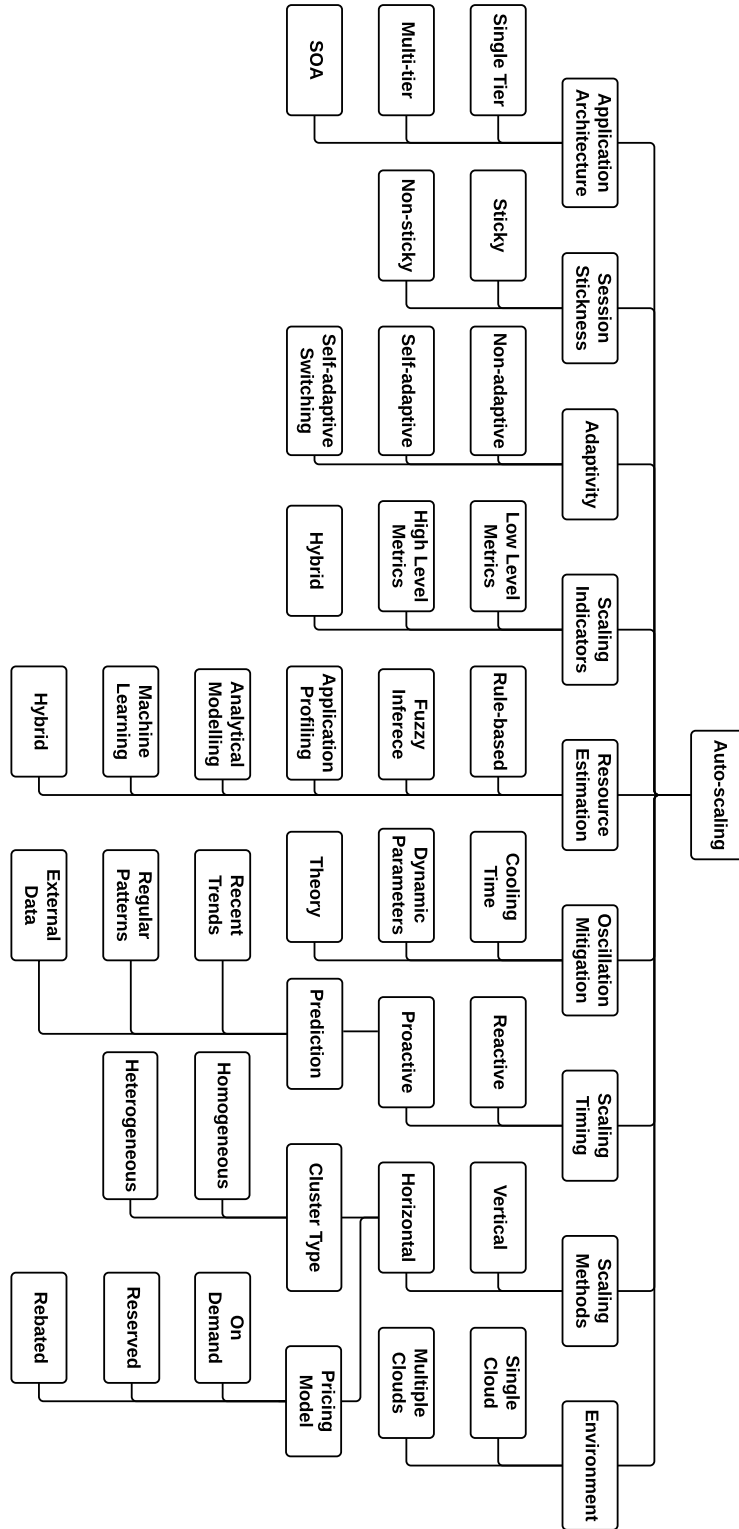 Auto-scaling
Application
Architecture
Single Tier
Multi-tier
SOA
Session
Stickness
Sticky
Non-sticky
Adaptivity
Non-adaptive
Self-adaptive
Self-adaptive
Switching
Scaling
Indicators
Low Level
Metrics
High Level
Metrics
Hybrid
Resource
Estimation
Rule-based
Fuzzy
Inferece
Application
Profiling
Analytical
Modelling
Machine
Learning
Hybrid
Oscillation
Mitigation
Cooling
Time
Dynamic
Parameters
Theory
Scaling
Timing
Reactive
Proactive
Prediction
Recent
Trends
Regular
Patterns
External
Data
Scaling
Methods
Vertical
Horizontal
Cluster Type
Homogeneous
Heterogeneous
Pricing
Model
On
Demand
Reserved
Rebated
Environment
Single
Cloud
Multiple
Clouds